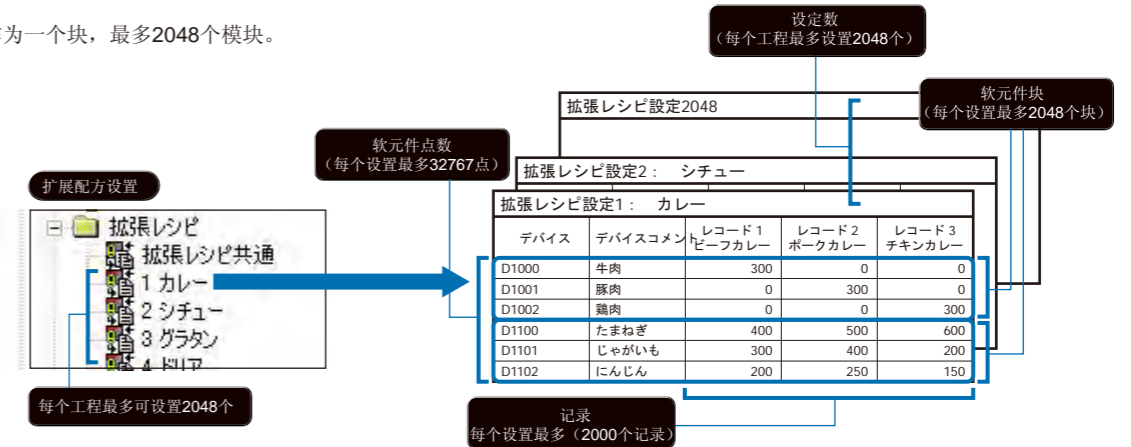 为一个块，最多2048个模块。
设定数
（每个工程最多设置2048个）
软元件块
（每个设置最多2048个块）
软元件点数
（每个设置最多32767点）
扩展配方设置
拡張レシピ
拡張レシピ共通
1 カレー
2 シチュー
3 グラタン
4 ドリア
每个工程最多可设置2048个
拡張レシピ設定2048
拡張レシピ設定2： シチュー
拡張レシピ設定1： カレー
デバイス デバイスコメント レコード1 レコード2 レコード3
ビーフカレー ポークカレー チキンカレー
D1000 牛肉 300 0 0
D1001 豚肉 0 300 0
D1002 鶏肉 0 0 300
D1100 たまねぎ 400 500 600
D1101 じゃがいも 300 400 200
D1102 にんじん 200 250 150
记录
每个设置最多（2000个记录）